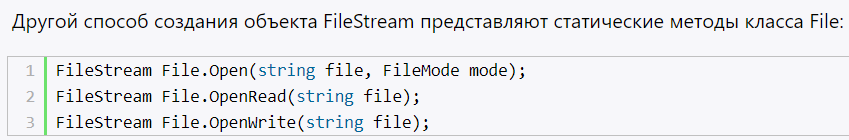 Другой способ создания объекта FileStream представляют статические методы класса File:
1 FileStream File.Open(string file, FileMode mode);
2 FileStream File.OpenRead(string file);
3 FileStream File.OpenWrite(string file);